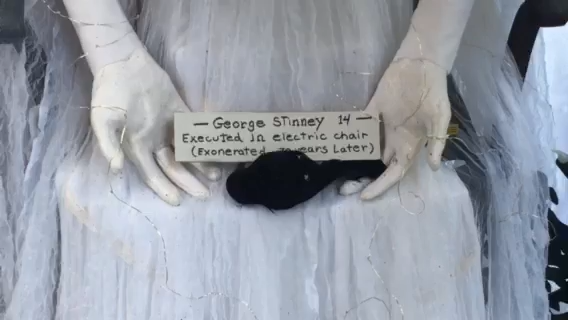 — George Stinney 14 —
Executed in electric chair
(Exonerated years Later)